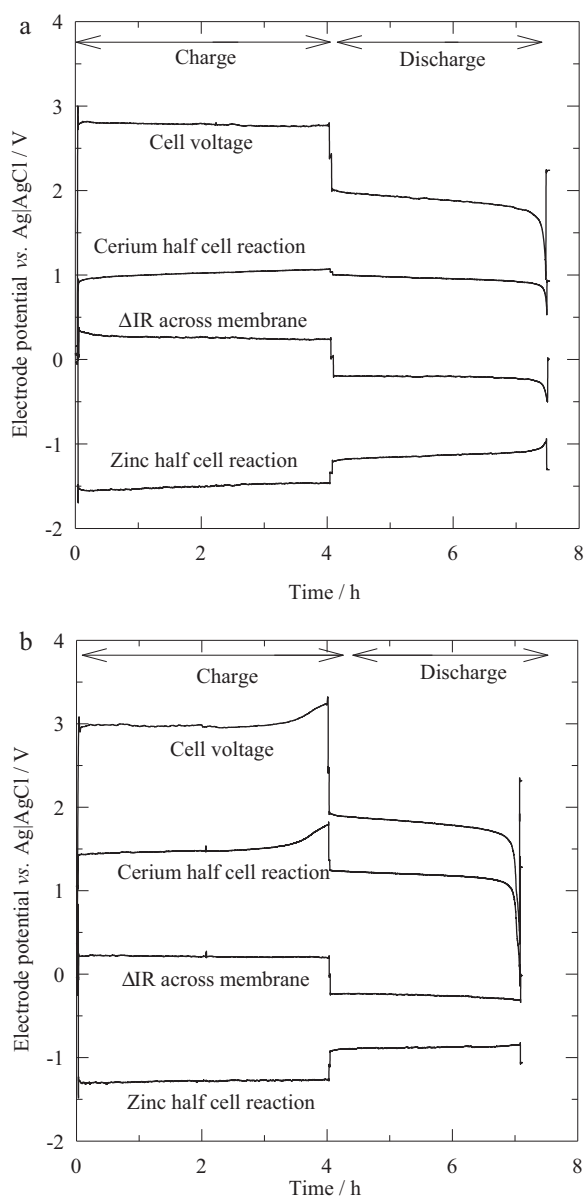 a
4
Charge
Discharge
3
Cell voltage
2
Cerium half cell reaction
1
ΔIR across membrane
0
-1
Zinc half cell reaction
-2
0
2
4
6
8
Electrode potential vs. Ag|AgCl / V
Time / h
b
4
Charge
Discharge
3
Cell voltage
2
1
Cerium half cell reaction
0
ΔIR across membrane
-1
Zinc half cell reaction
-2
0
2
4
6
8
Electrode potential vs. Ag|AgCl / V
Time / h